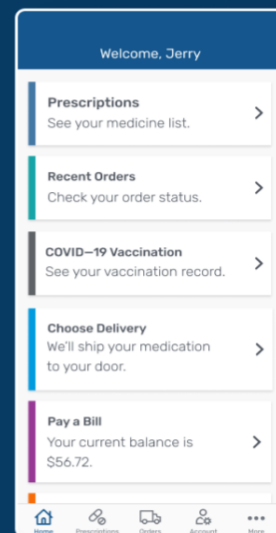 Welcome, Jerry
Prescriptions
See your medicine list.
Recent Orders
Check your order status.
COVID—19 Vaccination
See your vaccination record.
Choose Delivery
We'll ship your medication
to your door.
Pay a Bill
Your current balance is
$56.72.
Home Prescriptions Orders Account More